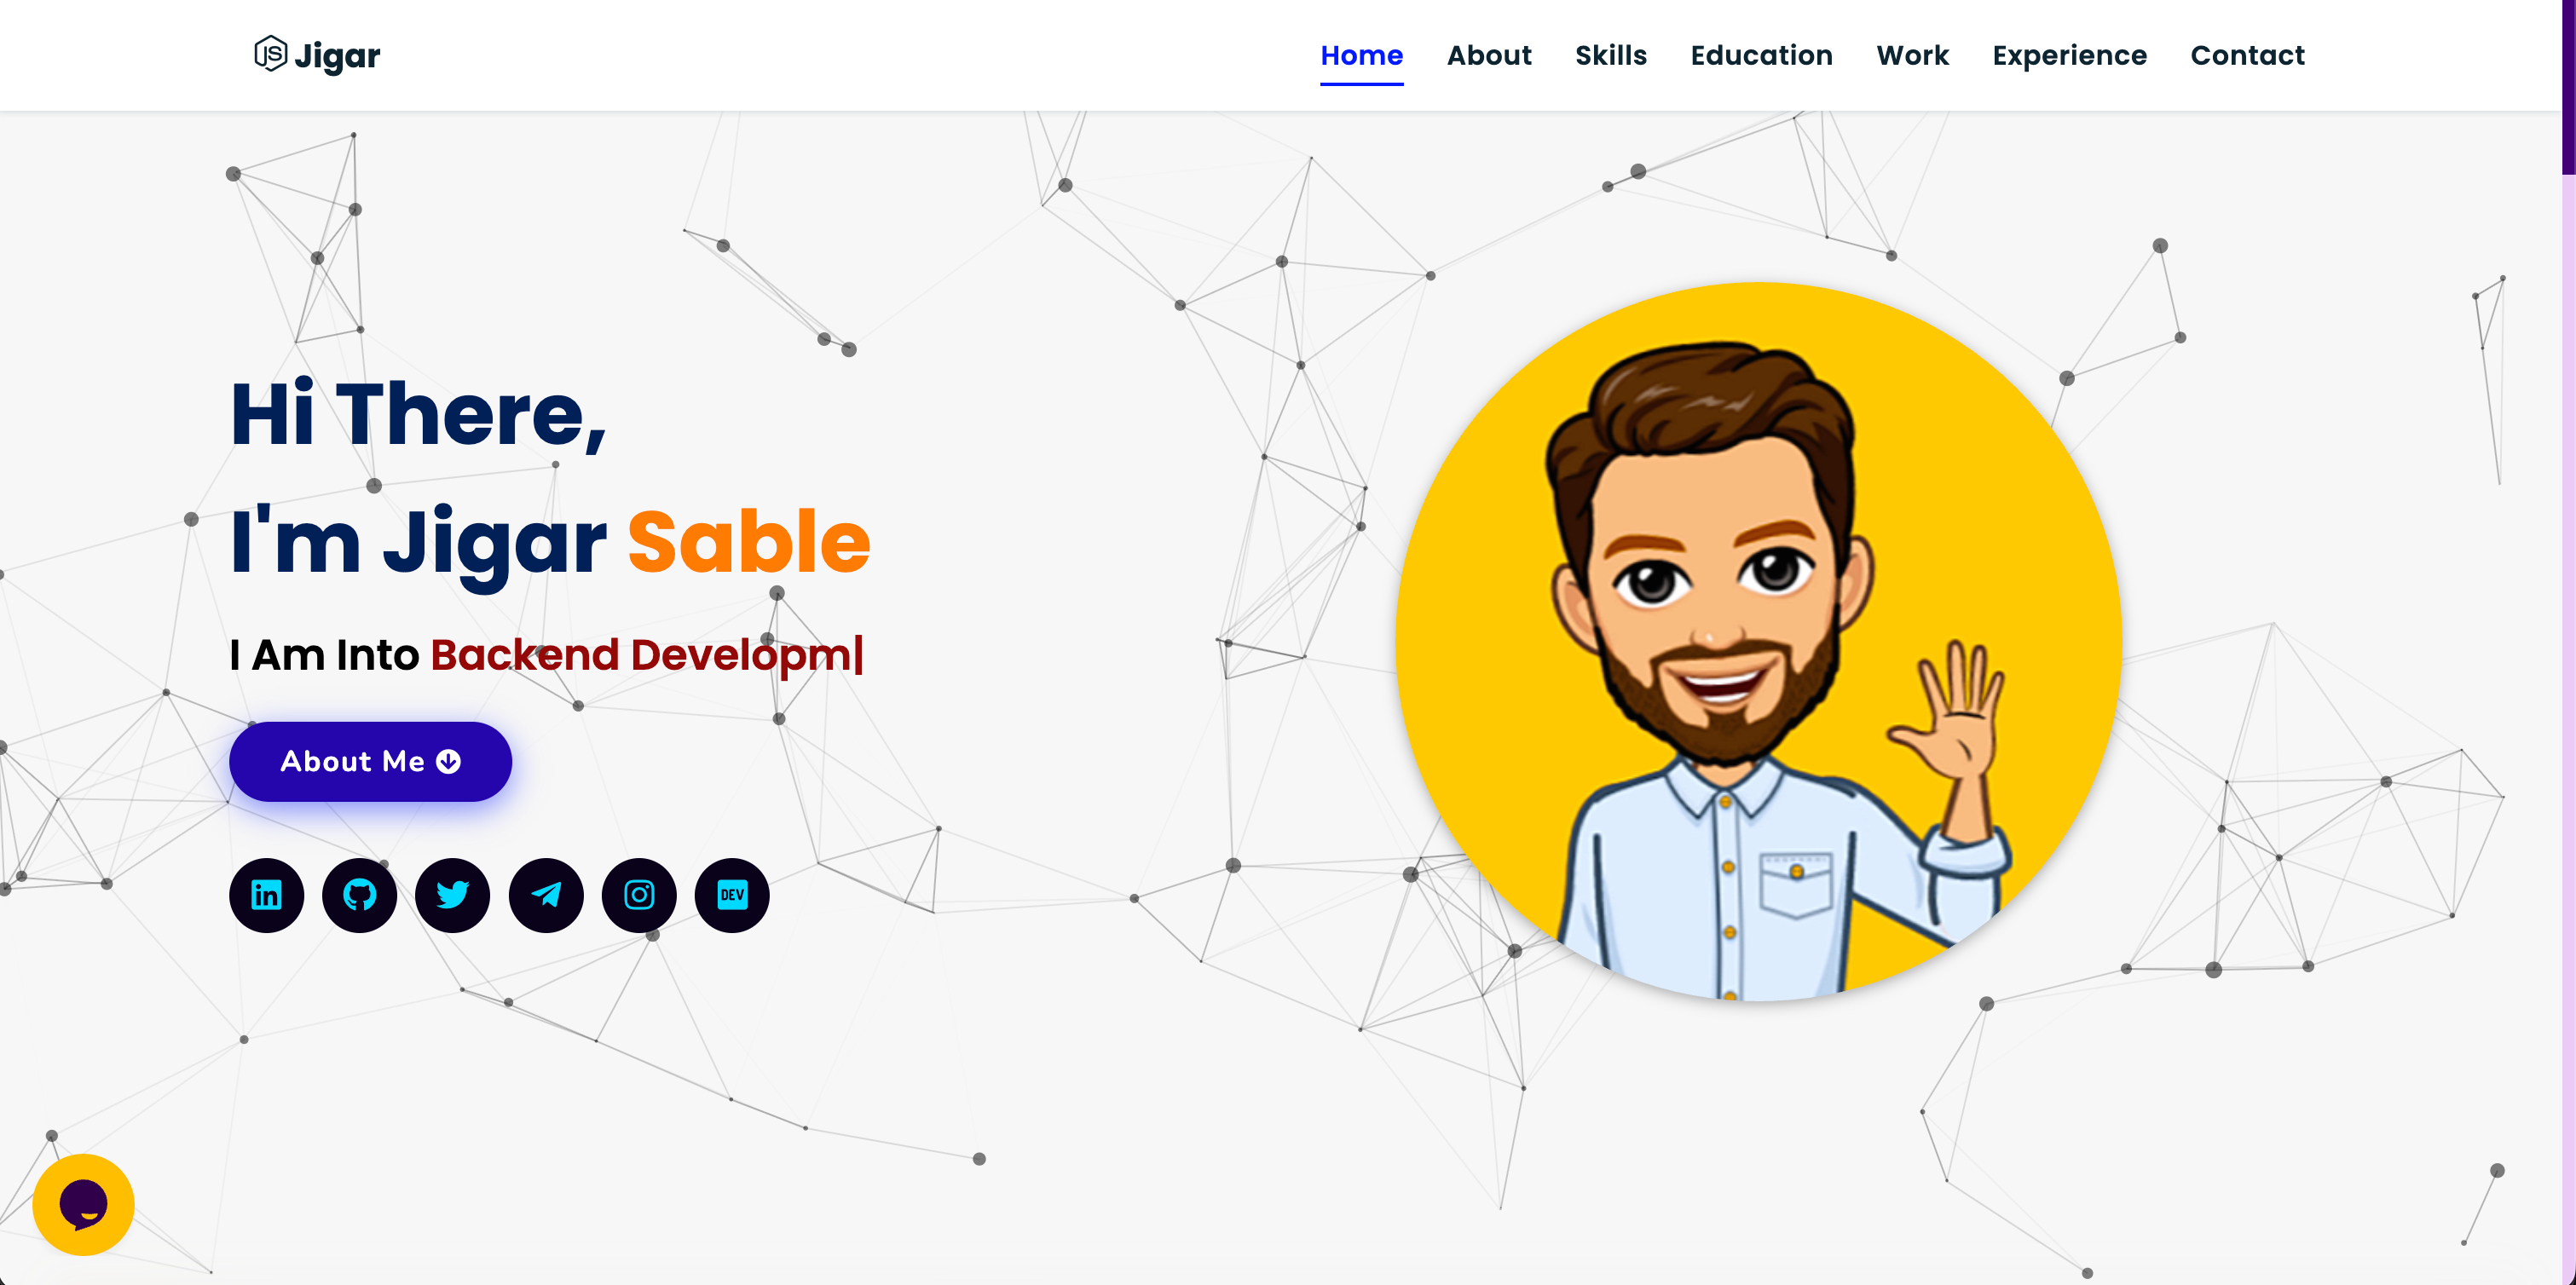 JS Jigar
Home About Skills Education Work Experience Contact
Hi There,
I'm Jigar Sable
I Am Into Backend Developm|
About Me
in
DEV